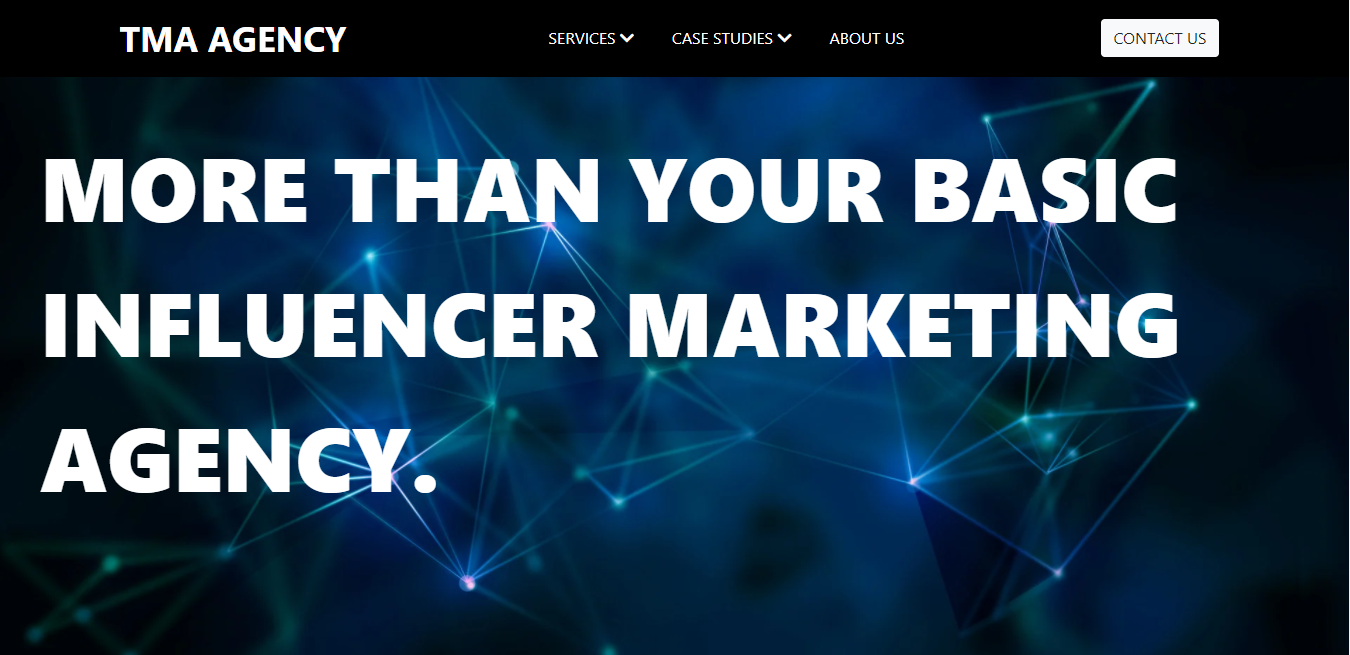 TMA AGENCY
SERVICES
CASE STUDIES
ABOUT US
CONTACT US
MORE THAN YOUR BASIC
INFLUENCER MARKETING
AGENCY.